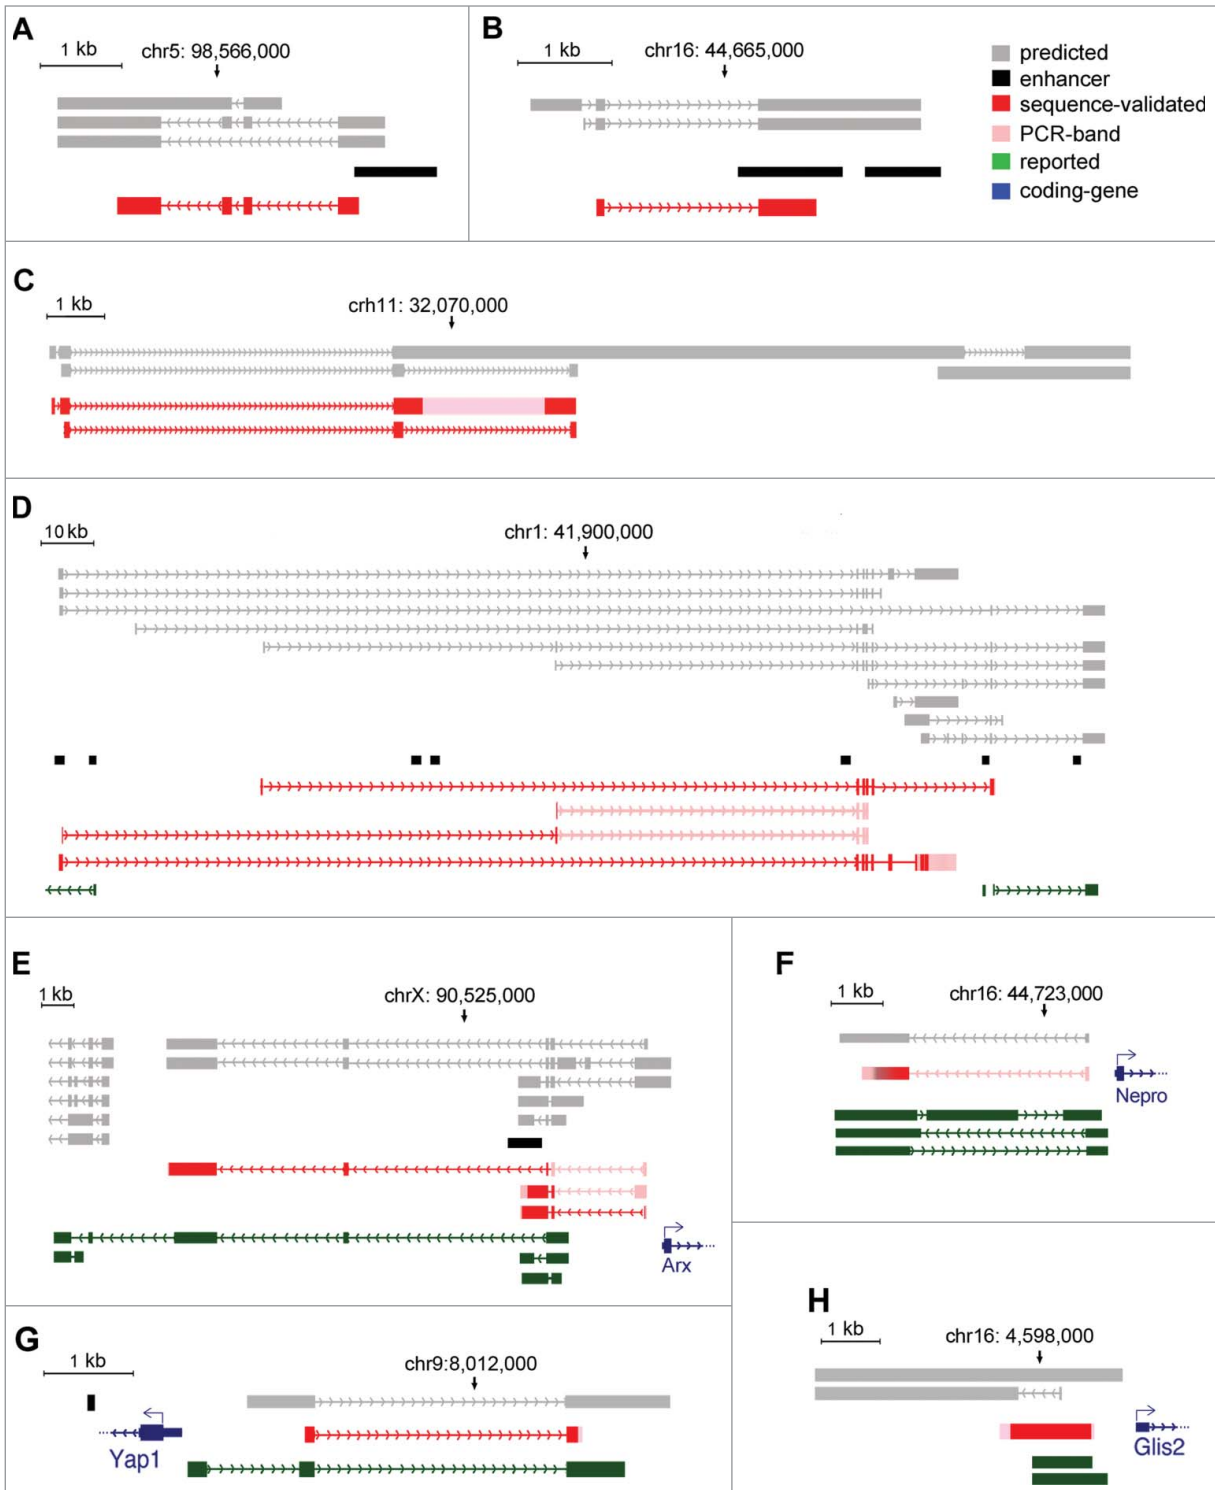 A
1 kb
chr5: 98,566,000
B
1 kb
chr16: 44,665,000
predicted
enhancer
sequence-validated
PCR-band
reported
coding-gene
C
1 kb
crh11: 32,070,000
D
10 kb
chr1: 41,900,000
E
1 kb
chrX: 90,525,000
Arx
F
1 kb
chr16: 44,723,000
Nepro
G
1 kb
chr9:8,012,000
Yap1
H
1 kb
chr16: 4,598,000
Glis2